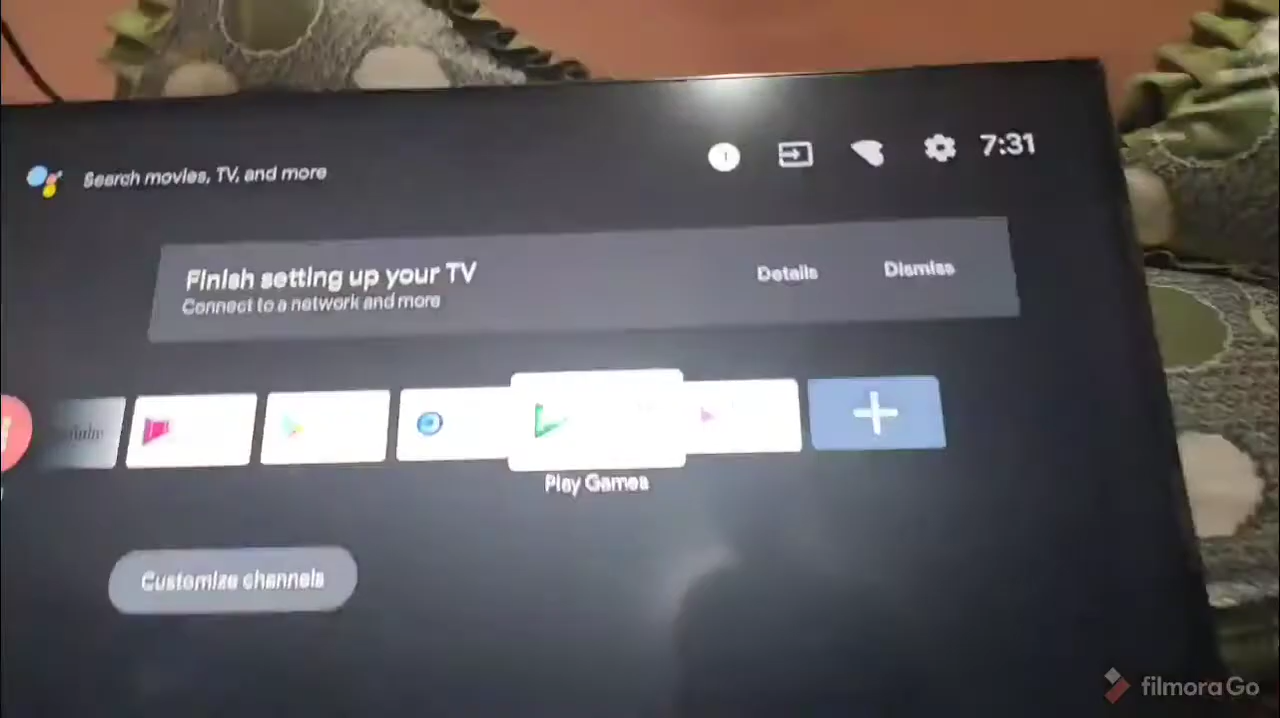 Search movies, TV, and more
7:31
Finish setting up your TV
Connect to a network and more
Details
Dismiss
Play Games
Customize channels
filmoraGo